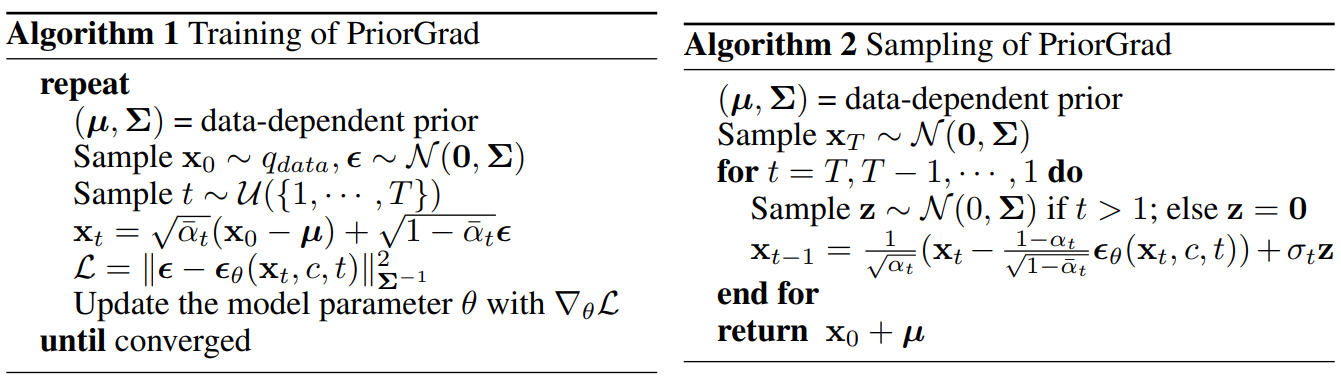 Algorithm 1 Training of PriorGrad
repeat
(μ, Σ) = data-dependent prior
Sample x₀ ∼ q_data, ϵ ∼ 𝒩(0, Σ)
Sample t ∼ 𝒰({1, ⋯ , T})
x_t = √ᾱ_t(x₀ − μ) + √(1 − ᾱ_t)ϵ
ℒ = ‖ϵ − ϵ_θ(x_t, c, t)‖²_{Σ⁻¹}
Update the model parameter θ with ∇_θℒ
until converged
Algorithm 2 Sampling of PriorGrad
(μ, Σ) = data-dependent prior
Sample x_T ∼ 𝒩(0, Σ)
for t = T, T − 1, ⋯ , 1 do
Sample z ∼ 𝒩(0, Σ) if t > 1; else z = 0
x_{t−1} = 1/√α_t (x_t − (1−α_t)/√(1−ᾱ_t) ϵ_θ(x_t, c, t)) + σ_t z
end for
return x₀ + μ